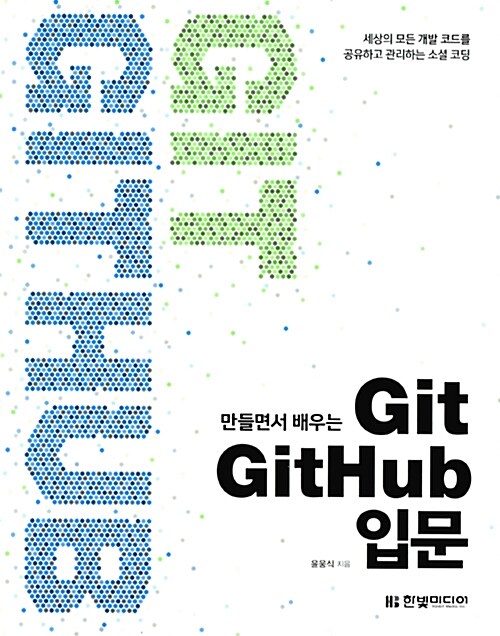 세상의 모든 개발 코드를
공유하고 관리하는 소셜 코딩
GIT
GITHUB
만들면서 배우는 Git
GitHub
입문
윤웅식 지음
HB 한빛미디어